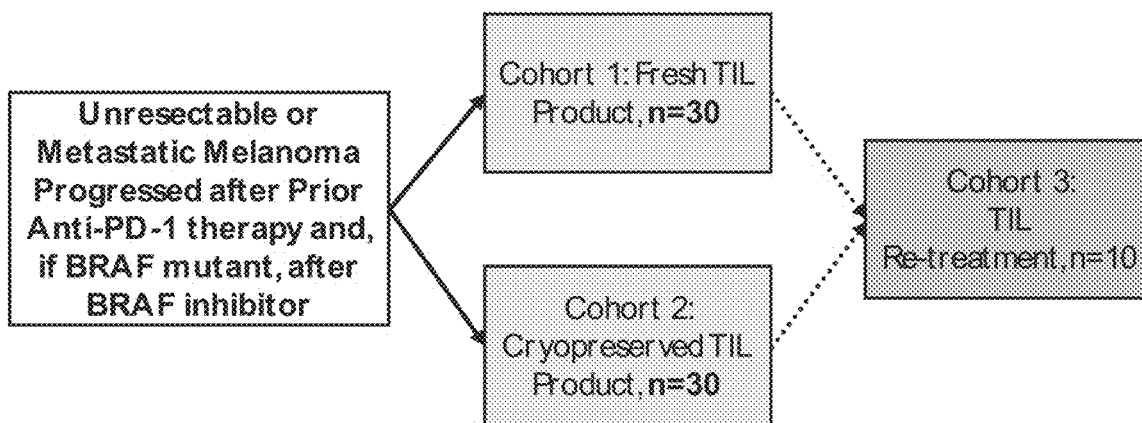 Unresectable or
Metastatic Melanoma
Progressed after Prior
Anti-PD-1 therapy and,
if BRAF mutant, after
BRAF inhibitor
Cohort 1: Fresh TIL
Product, n=30
Cohort 2:
Cryopreserved TIL
Product, n=30
Cohort 3:
TIL
Re-treatment, n=10